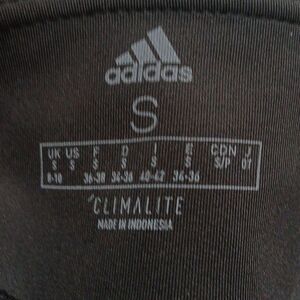 adidas
S
UK US F D I E CDN J
S S S S S S S/P OT
8-10 36-38 34-36 40-42 34-36
CLIMALITE
MADE IN INDONESIA